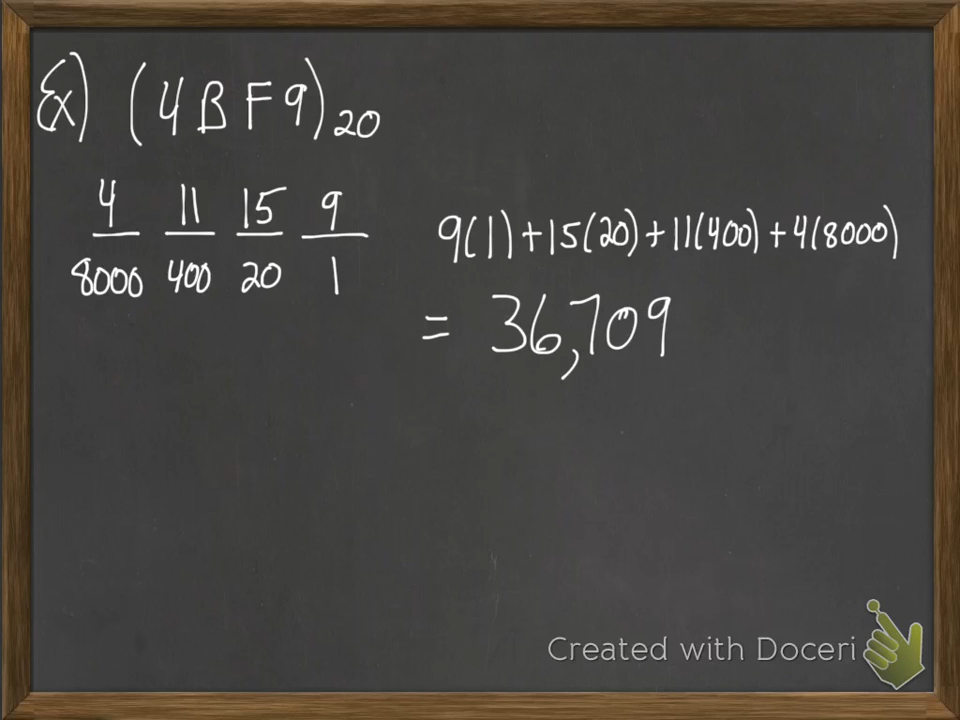 Ex) (4BF9)20
4 11 15 9
8000 400 20 1
9(1)+15(20)+11(400)+4(8000)
= 36,709
Created with Doceri